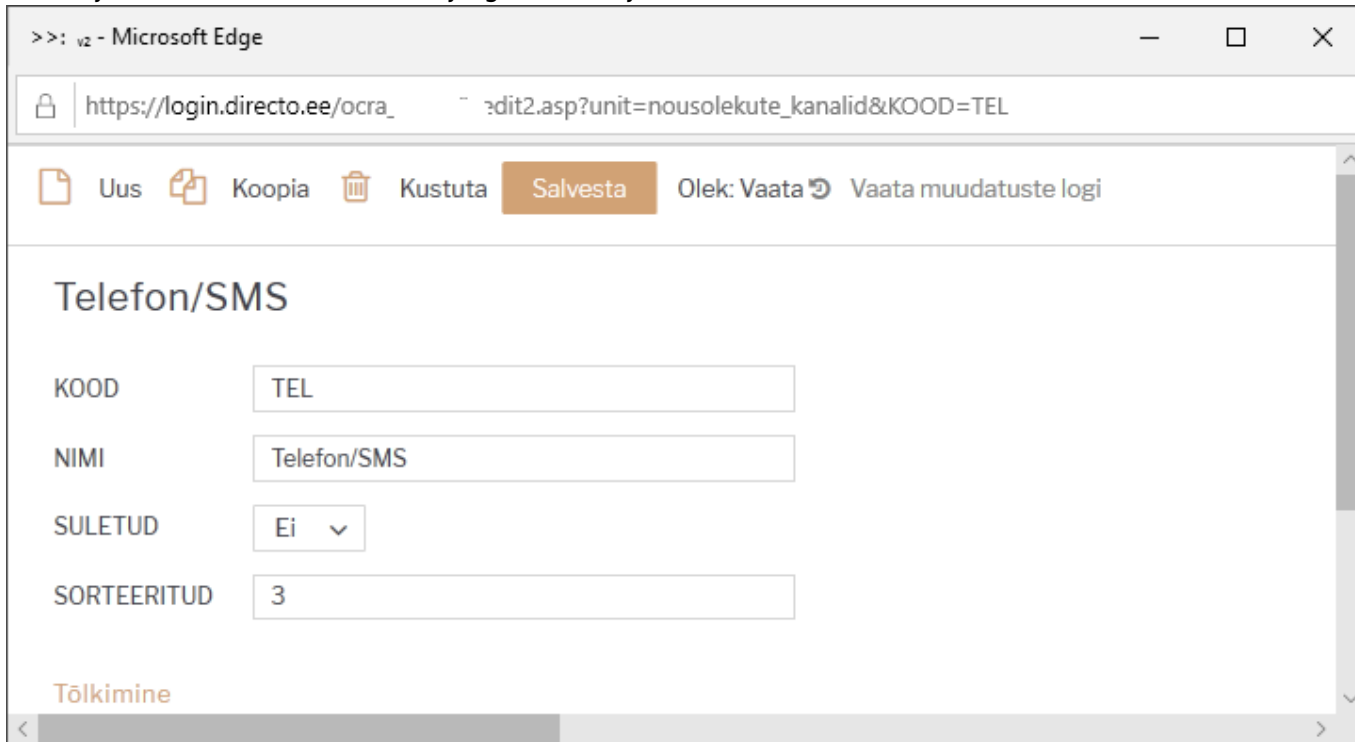 >>: v2 - Microsoft Edge
https://login.directo.ee/ocra_ edit2.asp?unit=nousolekute_kanalid&KOOD=TEL
Uus Koopia Kustuta Salvesta Olek: Vaata Vaata muudatuste logi
Telefon/SMS
KOOD TEL
NIMI Telefon/SMS
SULETUD Ei
SORTEERITUD 3
Tõlkimine